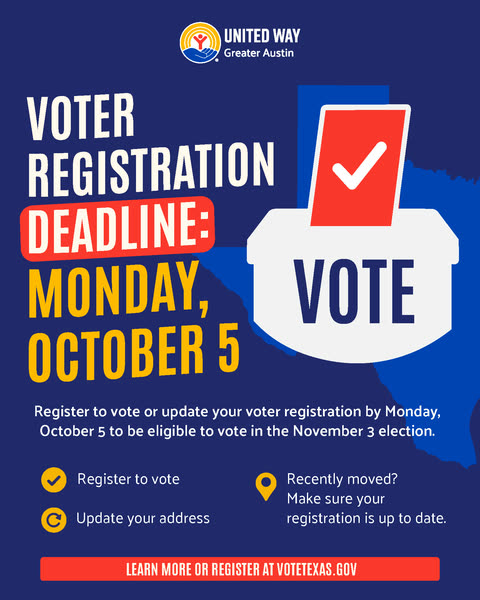 UNITED WAY
Greater Austin
VOTER
REGISTRATION
DEADLINE:
MONDAY,
OCTOBER 5
VOTE
Register to vote or update your voter registration by Monday,
October 5 to be eligible to vote in the November 3 election.
Register to vote
Update your address
Recently moved?
Make sure your
registration is up to date.
LEARN MORE OR REGISTER AT VOTETEXAS.GOV